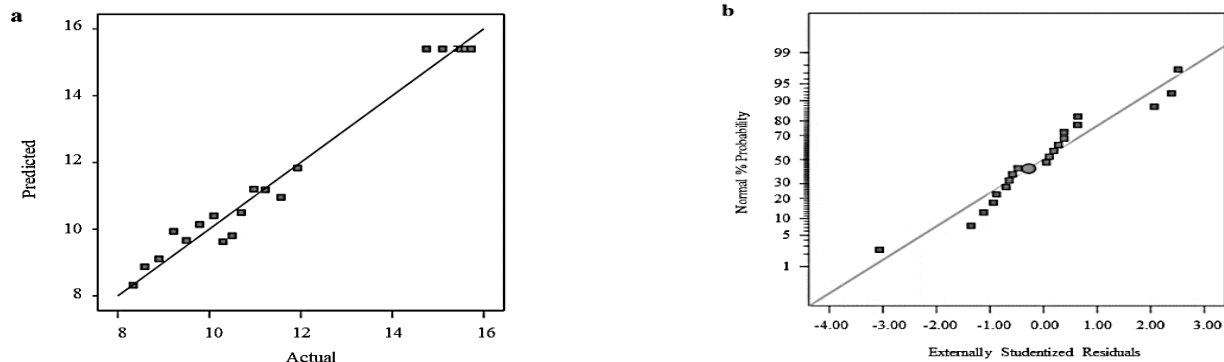 a
16
14
12
10
8
Predicted
8 10 12 14 16
Actual
b
99
95
90
80
70
50
30
20
10
5
1
Normal % Probability
-4.00 -3.00 -2.00 -1.00 0.00 1.00 2.00 3.00
Externally Studentized Residuals